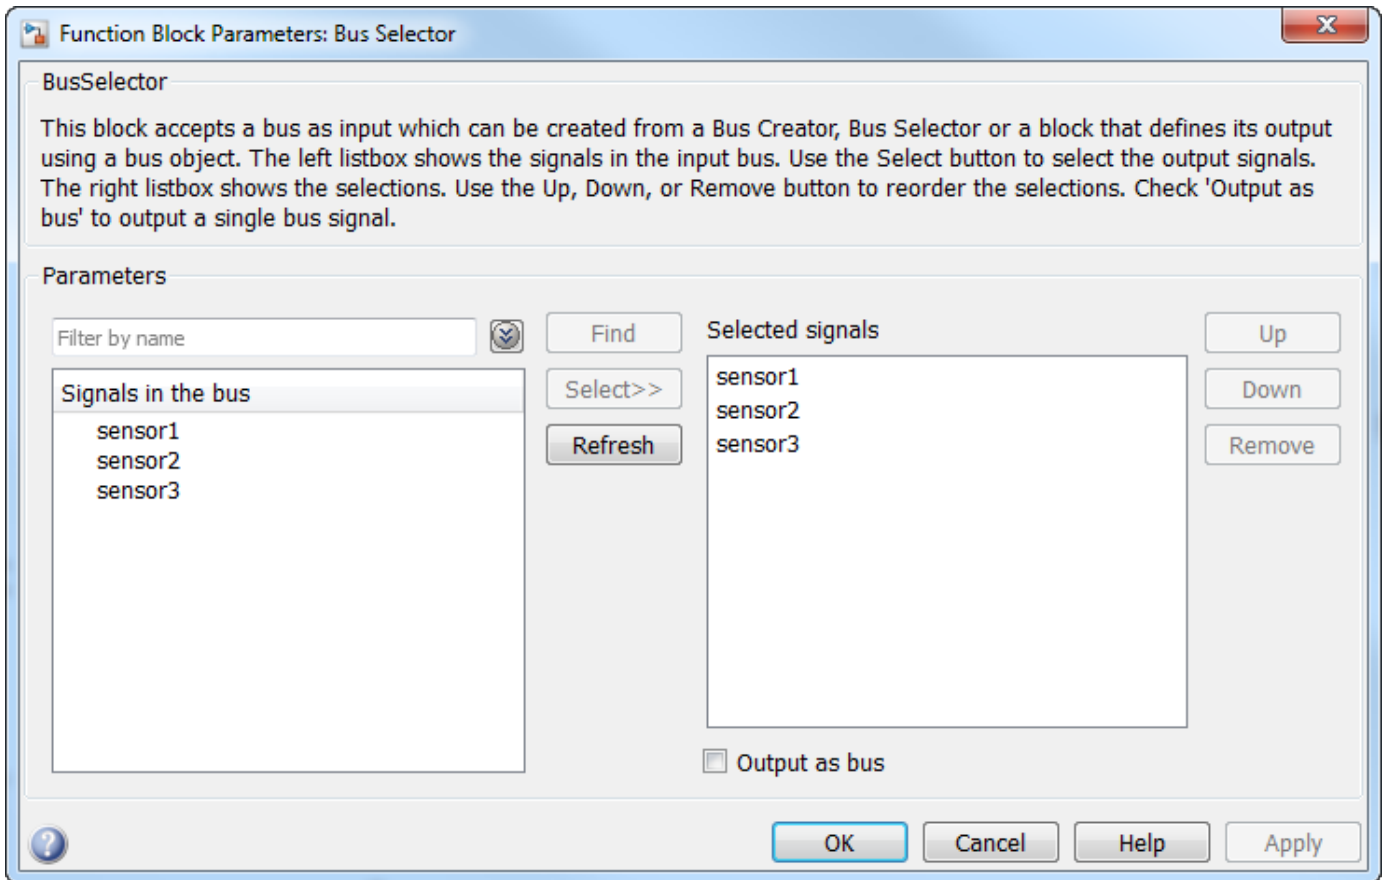 Function Block Parameters: Bus Selector
X
BusSelector
This block accepts a bus as input which can be created from a Bus Creator, Bus Selector or a block that defines its output
using a bus object. The left listbox shows the signals in the input bus. Use the Select button to select the output signals.
The right listbox shows the selections. Use the Up, Down, or Remove button to reorder the selections. Check 'Output as
bus' to output a single bus signal.
Parameters
Filter by name
Find
Selected signals
Up
Signals in the bus
Select>>
Down
Refresh
Remove
sensor1
sensor2
sensor3
sensor1
sensor2
sensor3
Output as bus
?
OK
Cancel
Help
Apply